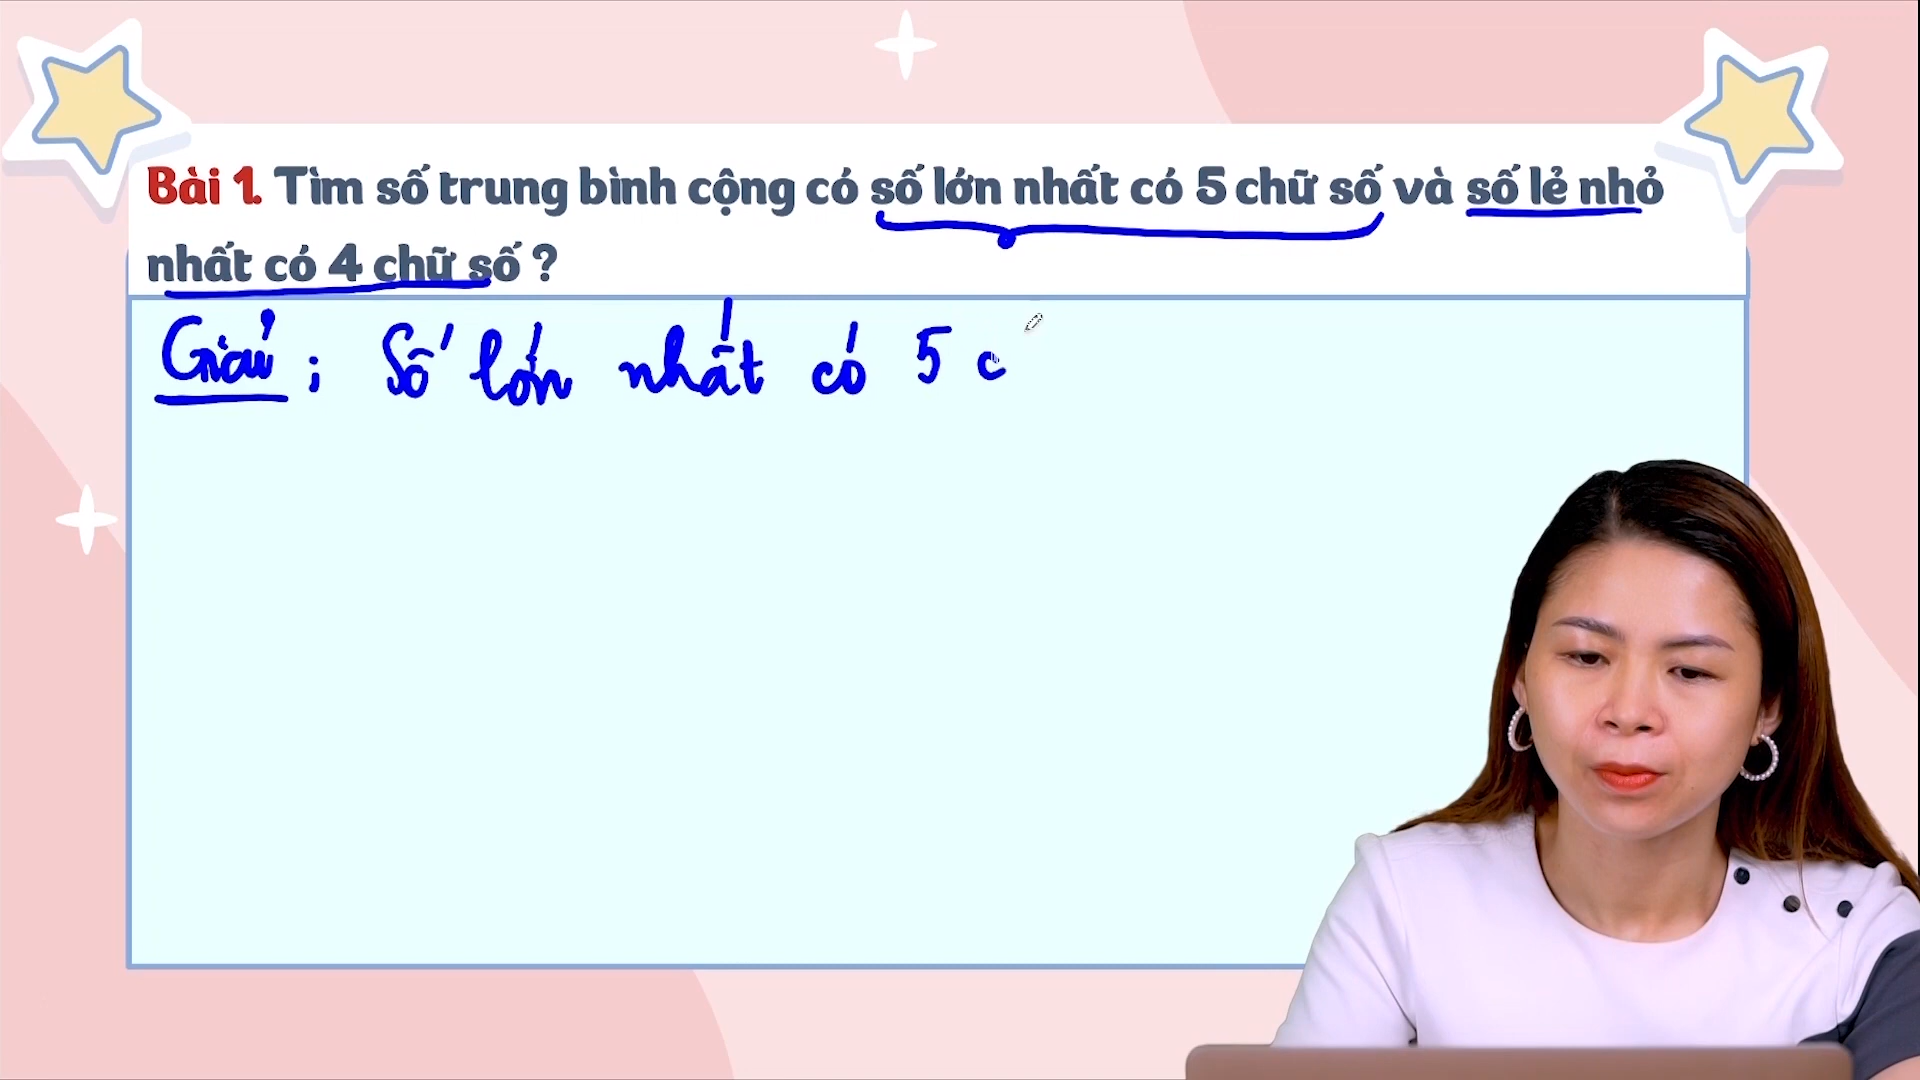 Bài 1. Tìm số trung bình cộng có số lớn nhất có 5 chữ số và số lẻ nhỏ
nhất có 4 chữ số ?
Giải : Số lớn nhất có 5 c